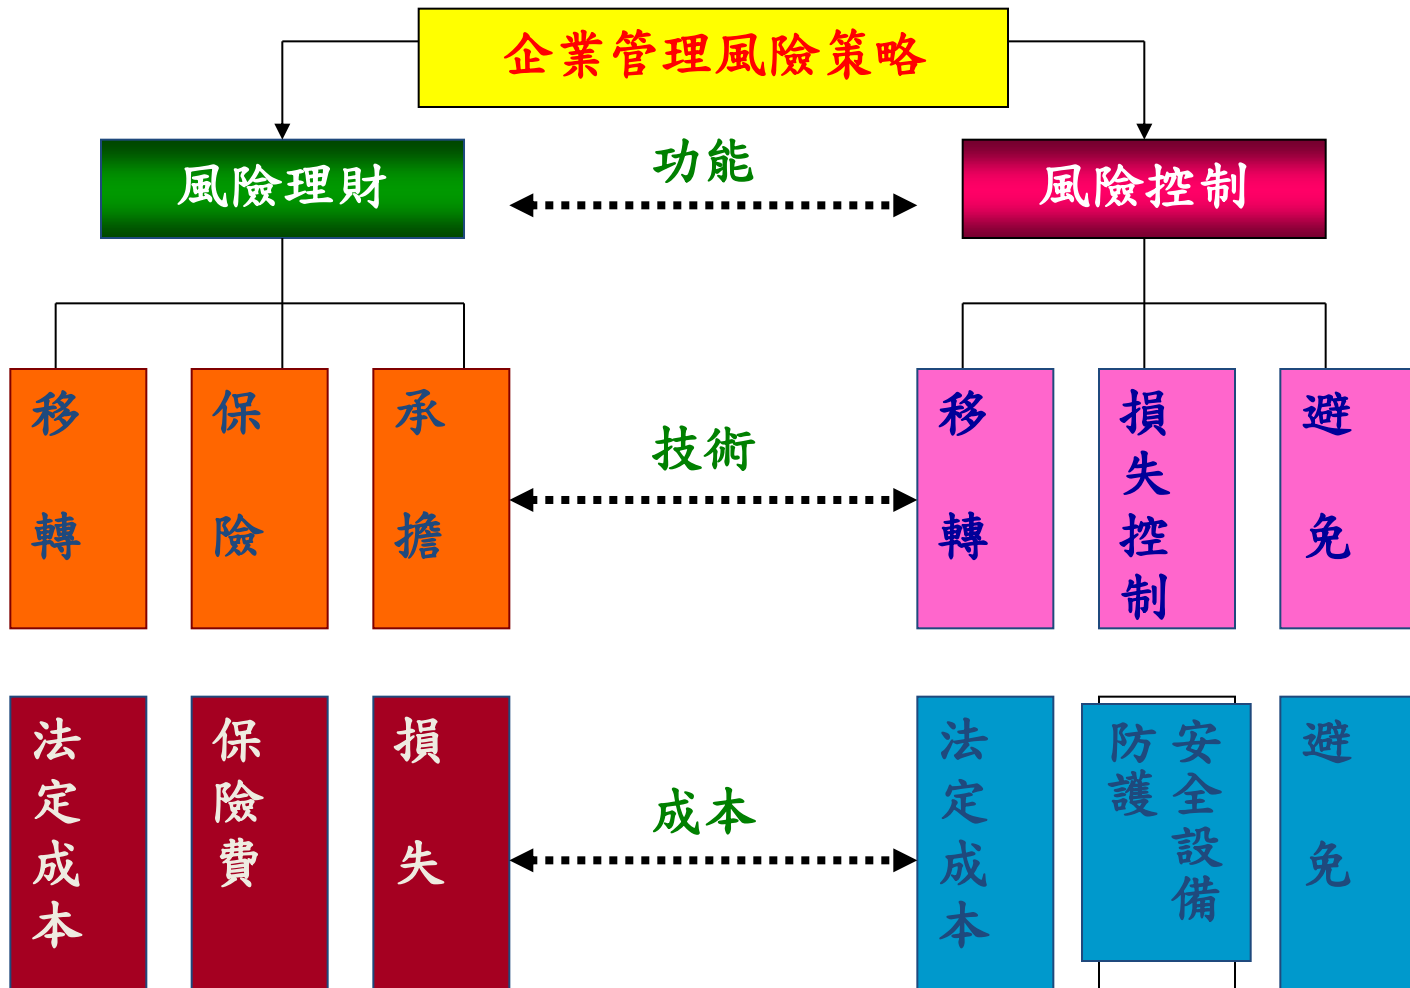 企業管理風險策略
風險理財
功能
風險控制
移轉
保險
承擔
技術
移轉
損失控制
避免
法定成本
保險費
損失
成本
法定成本
安全設備
防護
避免